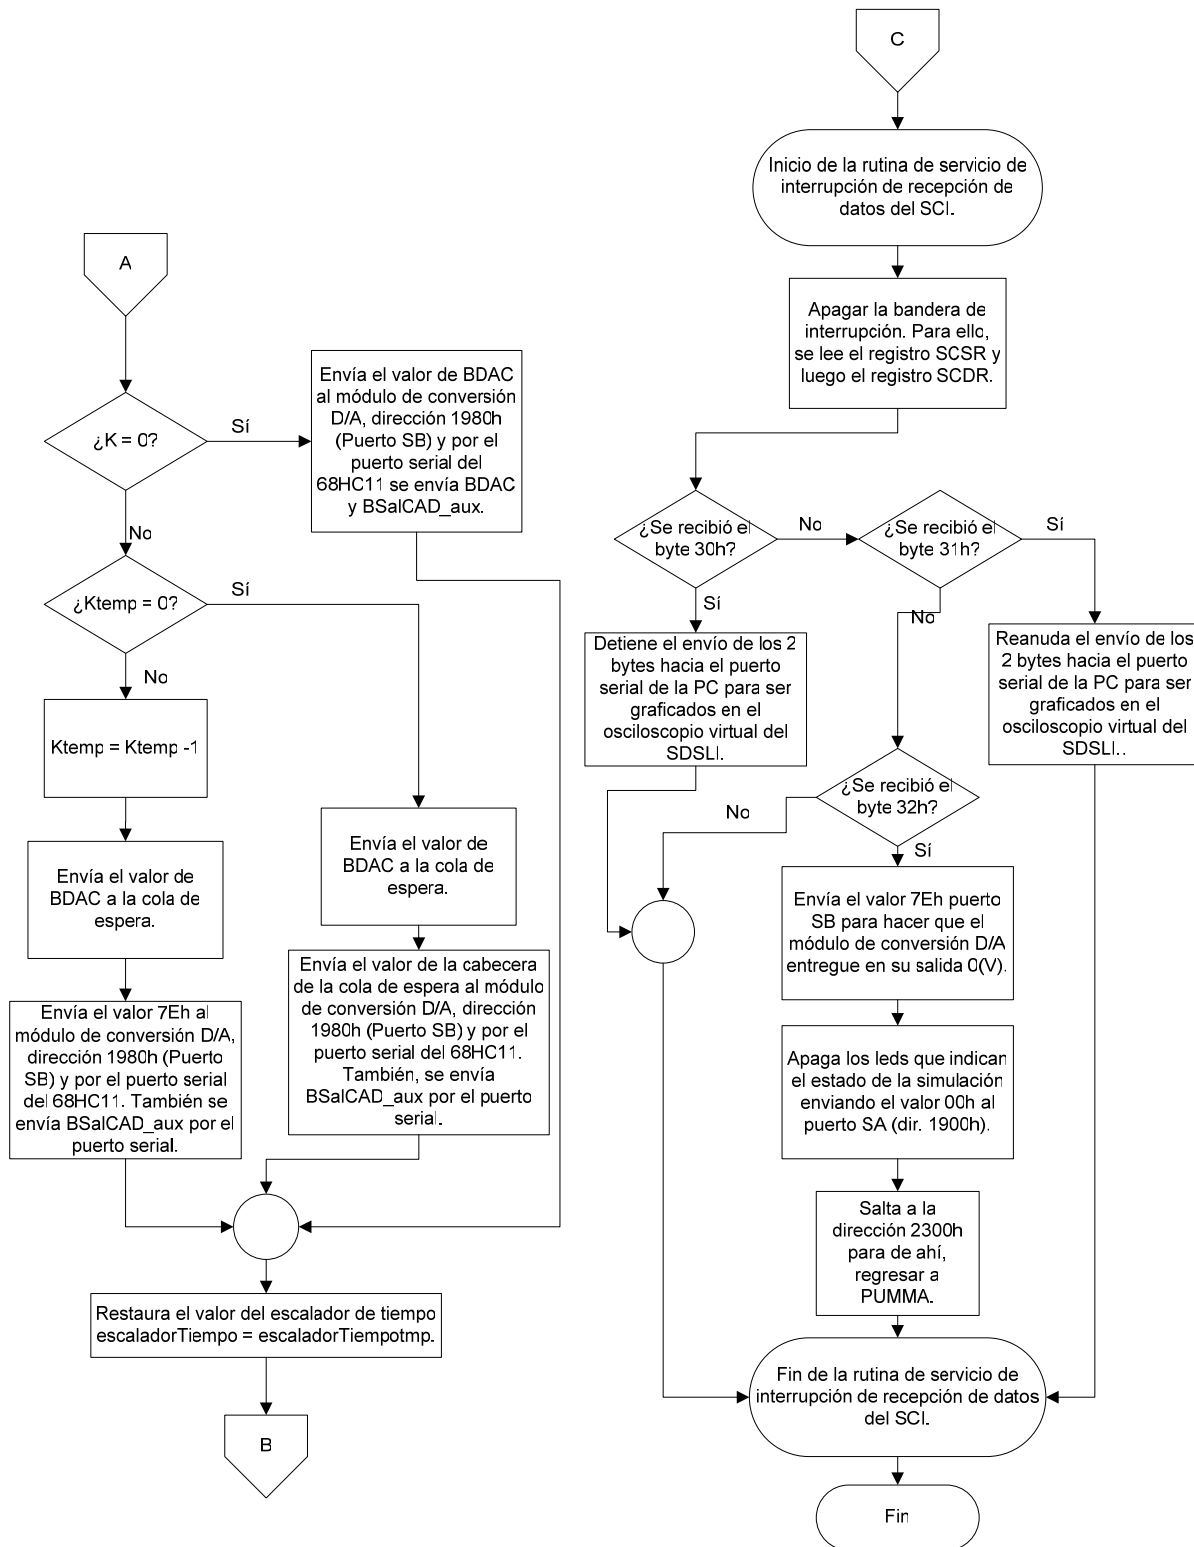 A
¿K = 0?
Sí
Envía el valor de BDAC
al módulo de conversión
D/A, dirección 1980h
(Puerto SB) y por el
puerto serial del
68HC11 se envía BDAC
y BSalCAD_aux.
No
¿Ktemp = 0?
Sí
No
Ktemp = Ktemp -1
Envía el valor de
BDAC a la cola de
espera.
Envía el valor 7Eh al
módulo de conversión D/A,
dirección 1980h (Puerto
SB) y por el puerto serial
del 68HC11. También se
envía BSalCAD_aux por el
puerto serial.
Envía el valor de
BDAC a la cola de
espera.
Envía el valor de la cabecera
de la cola de espera al módulo
de conversión D/A, dirección
1980h (Puerto SB) y por el
puerto serial del 68HC11.
También, se envía
BSalCAD_aux por el puerto
serial.
Restaura el valor del escalador de tiempo
escaladorTiempo = escaladorTiempotmp.
B
C
Inicio de la rutina de servicio de
interrupción de recepción de
datos del SCI.
Apagar la bandera de
interrupción. Para ello,
se lee el registro SCSR y
luego el registro SCDR.
¿Se recibió el
byte 30h?
No
¿Se recibió el
byte 31h?
Sí
Sí
No
Detiene el envío de los 2
bytes hacia el puerto
serial de la PC para ser
graficados en el
osciloscopio virtual del
SDSLI.
Reanuda el envío de los
2 bytes hacia el puerto
serial de la PC para ser
graficados en el
osciloscopio virtual del
SDSLI..
¿Se recibió el
byte 32h?
No
Sí
Envía el valor 7Eh puerto
SB para hacer que el
módulo de conversión D/A
entregue en su salida 0(V).
Apaga los leds que indican
el estado de la simulación
enviando el valor 00h al
puerto SA (dir. 1900h).
Salta a la
dirección 2300h
para de ahí,
regresar a
PUMMA.
Fin de la rutina de servicio de
interrupción de recepción de datos
del SCI.
Fin